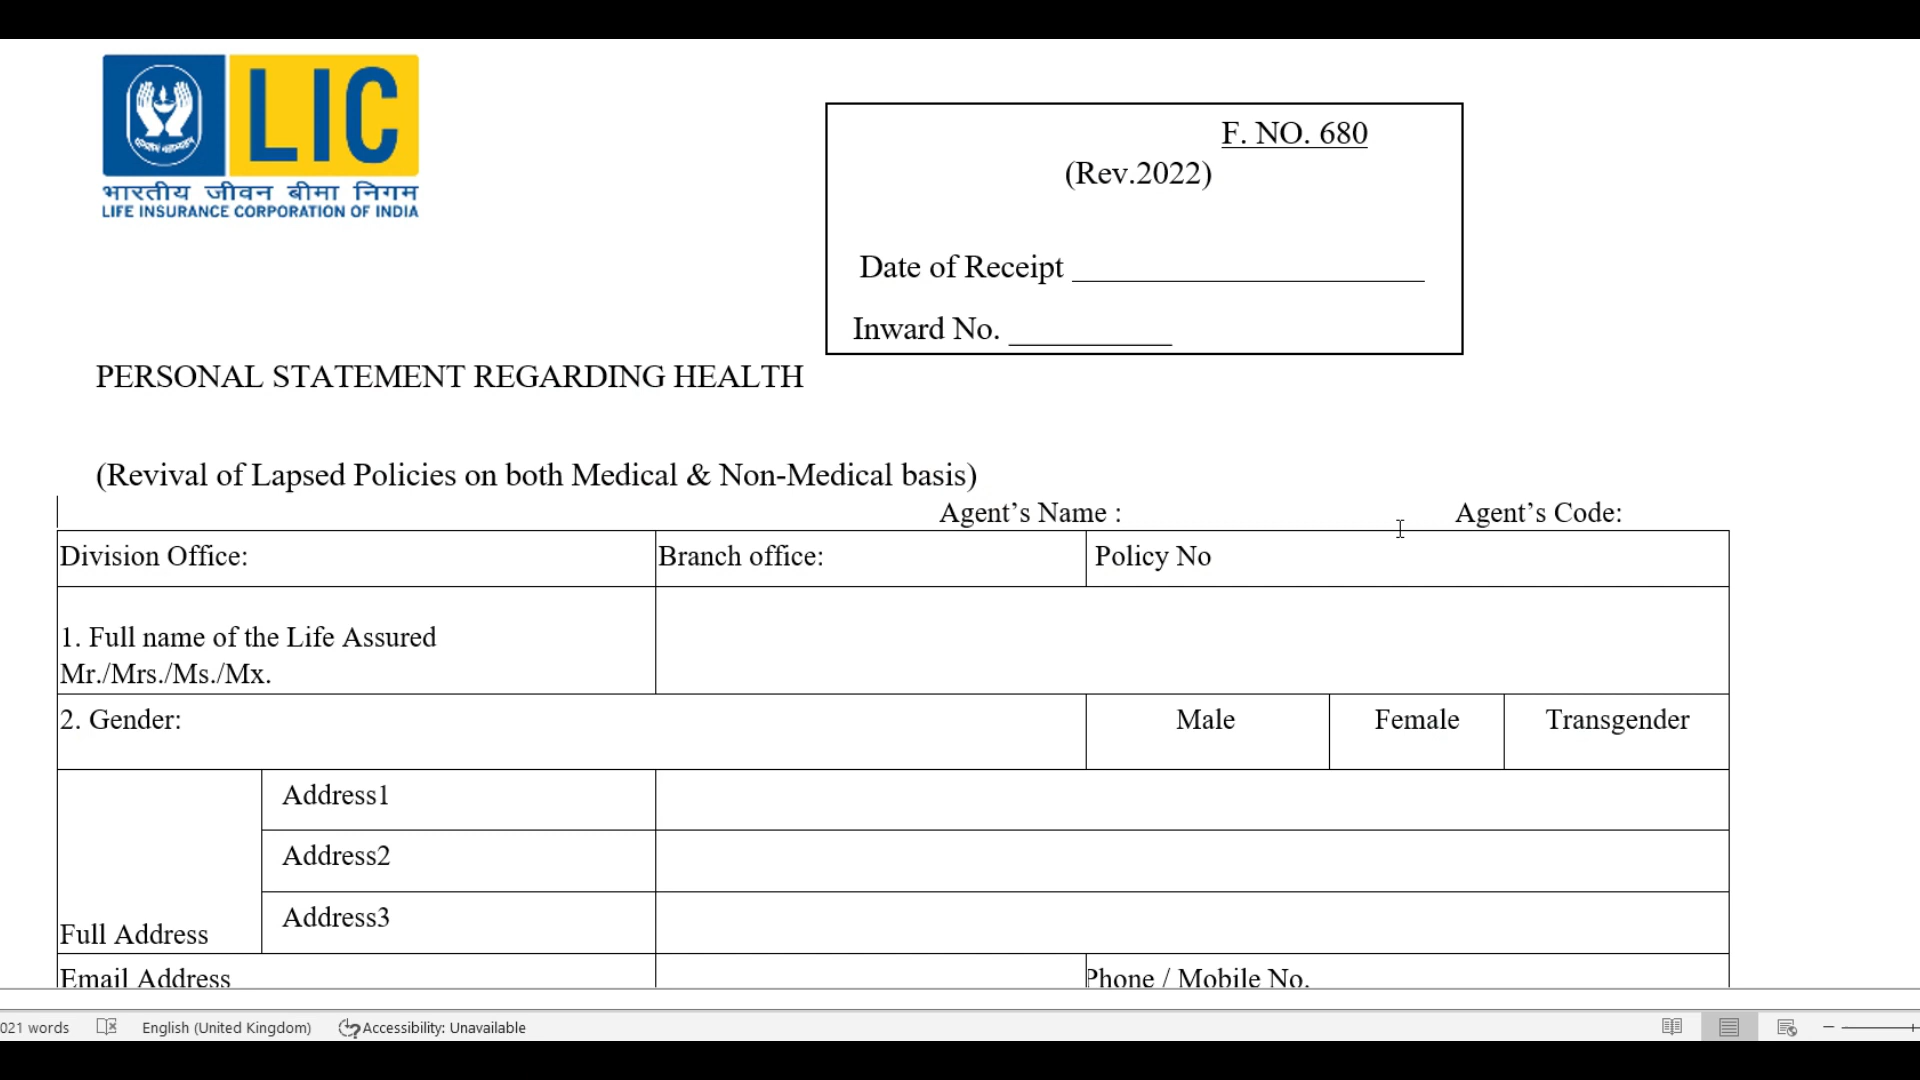 LIC
भारतीय जीवन बीमा निगम
LIFE INSURANCE CORPORATION OF INDIA
F. NO. 680
(Rev.2022)
Date of Receipt ______________________
Inward No. __________
PERSONAL STATEMENT REGARDING HEALTH
(Revival of Lapsed Policies on both Medical & Non-Medical basis)
Agent’s Name : Agent’s Code:
Division Office: Branch office: Policy No
1. Full name of the Life Assured
Mr./Mrs./Ms./Mx.
2. Gender: Male Female Transgender
Address1
Address2
Address3
Full Address
Email Address Phone / Mobile No.
021 words English (United Kingdom) Accessibility: Unavailable